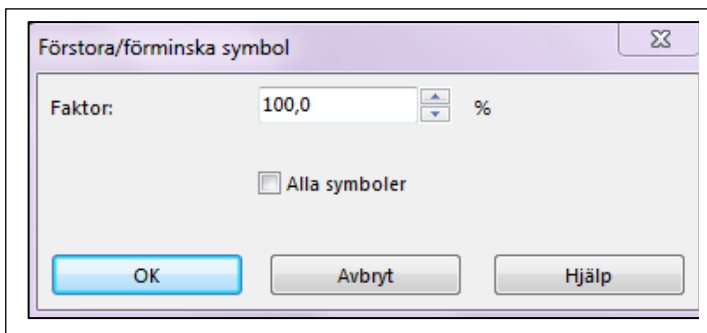 Förstora/förminska symbol
Faktor: 100,0 %
Alla symboler
OK Avbryt Hjälp